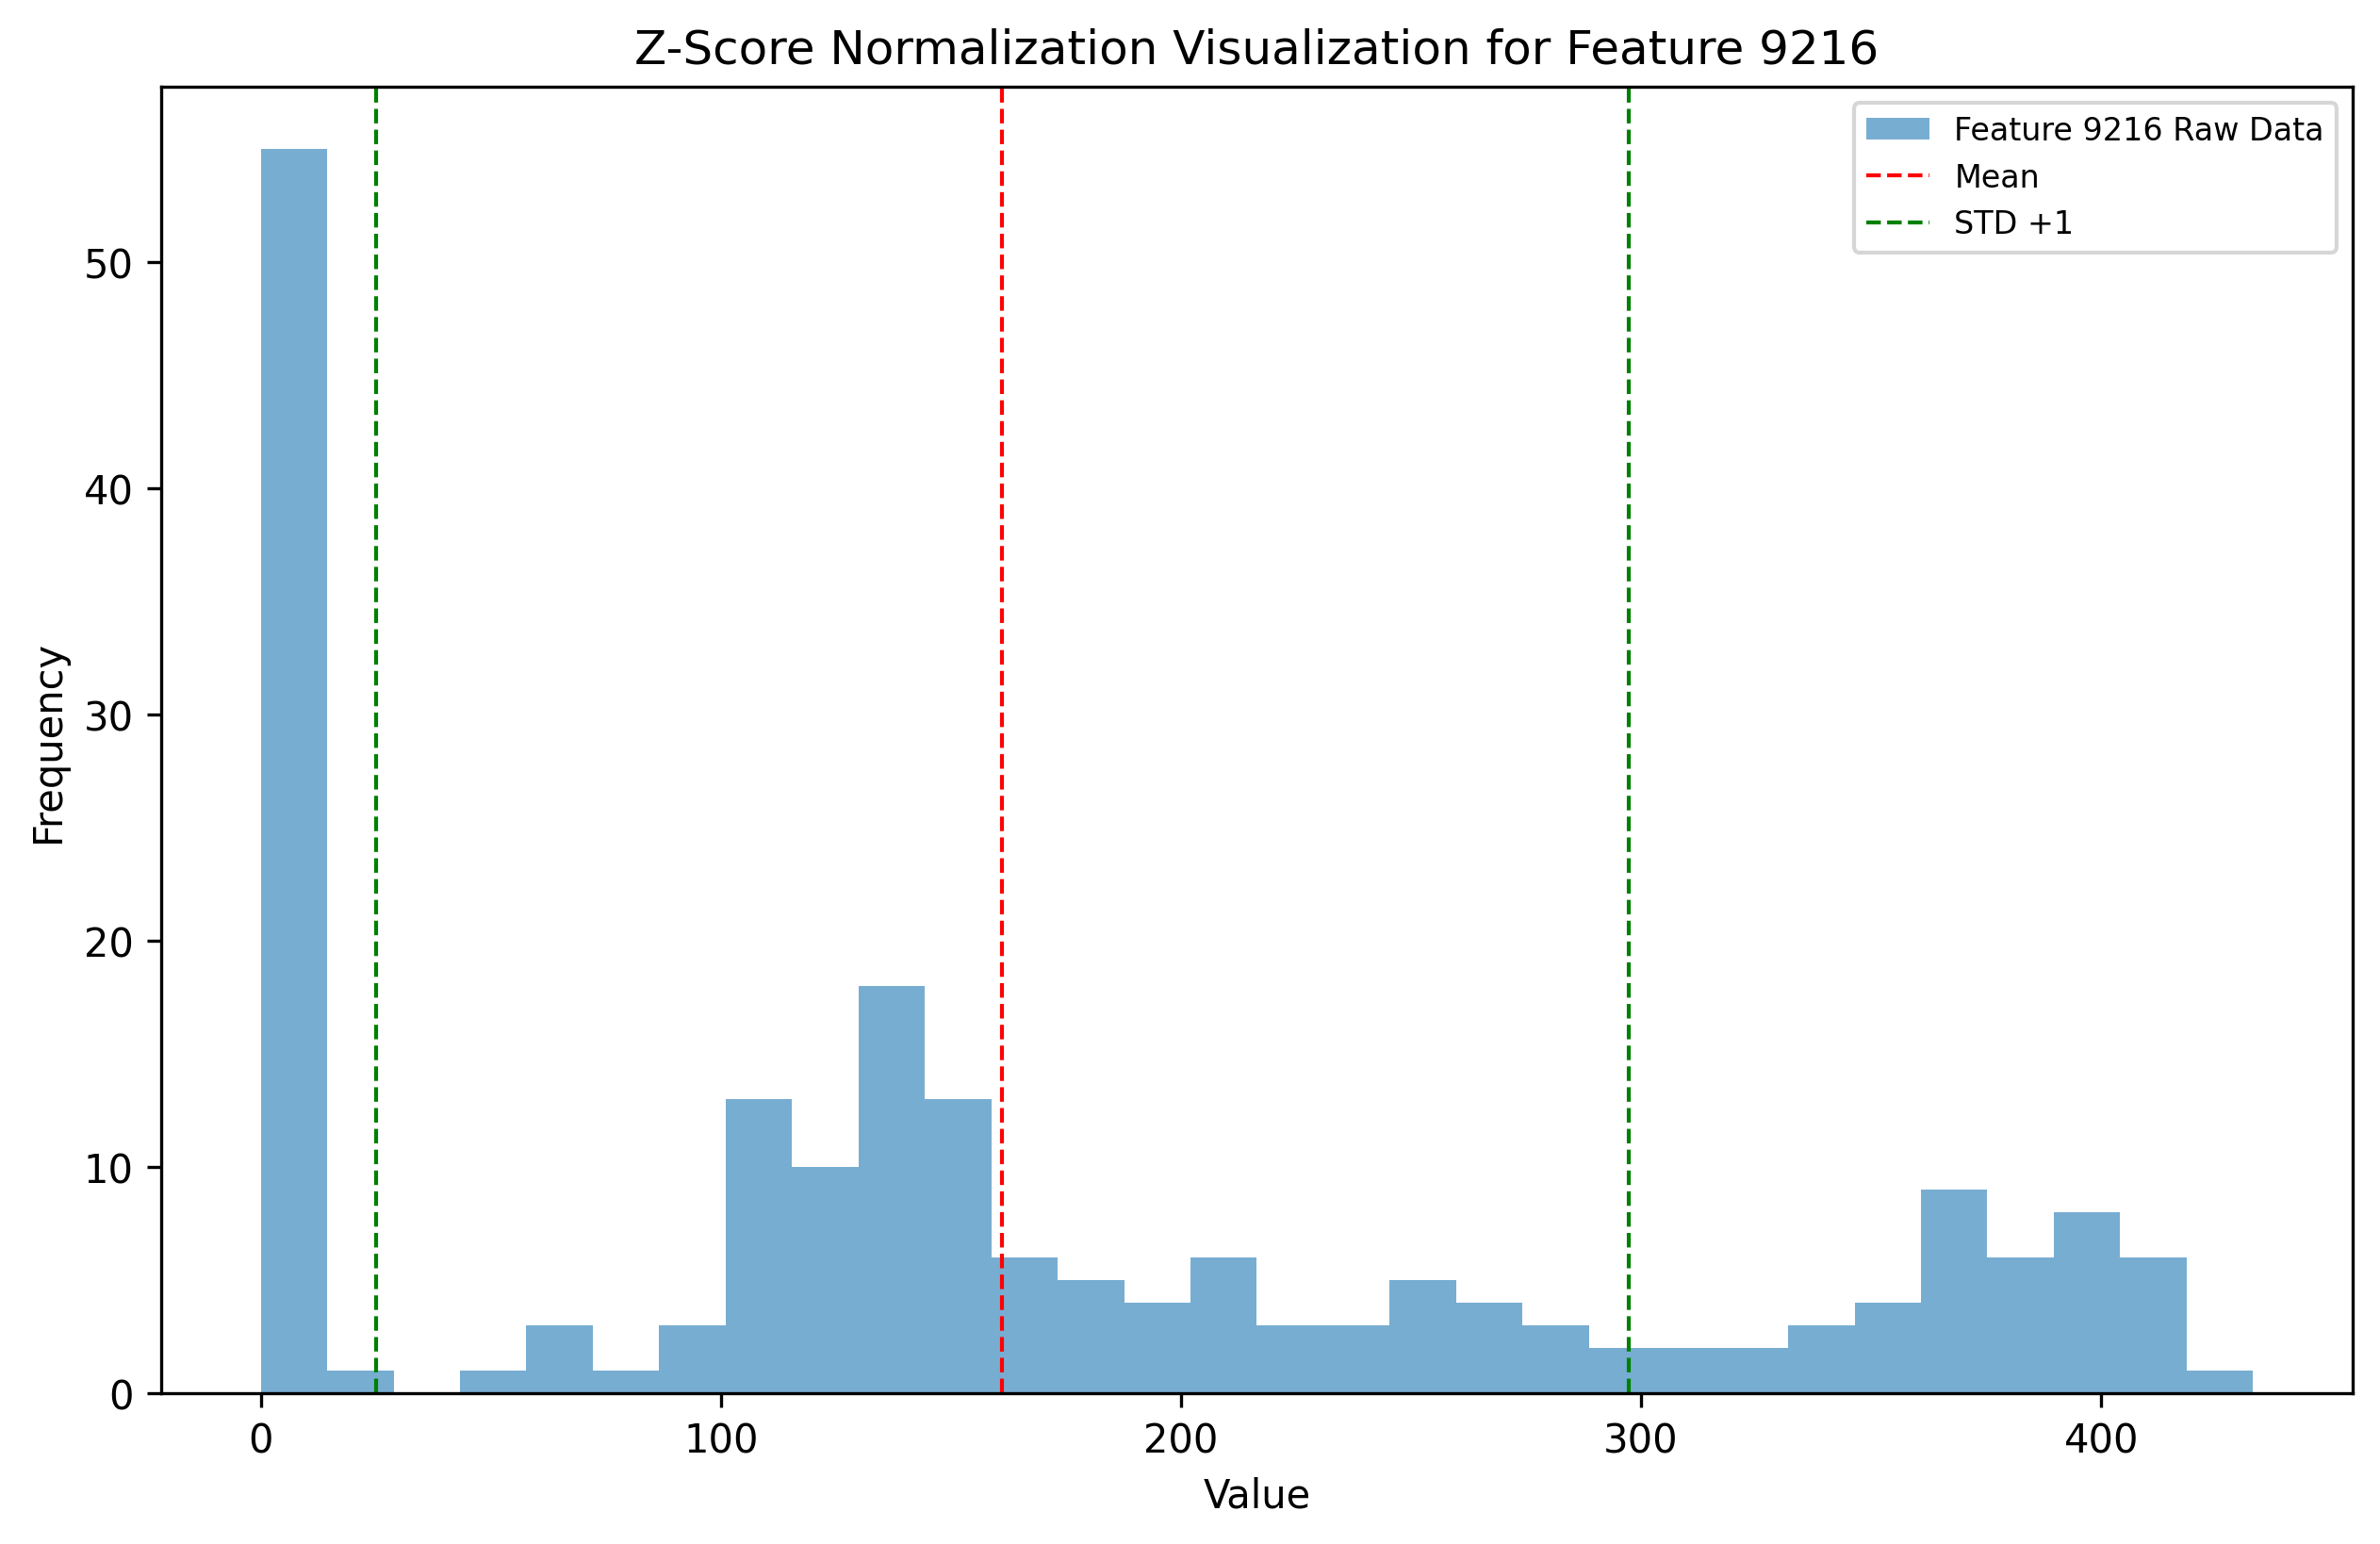 Z-Score Normalization Visualization for Feature 9216
Feature 9216 Raw Data
Mean
STD +1
50
40
30
20
10
0
Frequency
0 100 200 300 400
Value